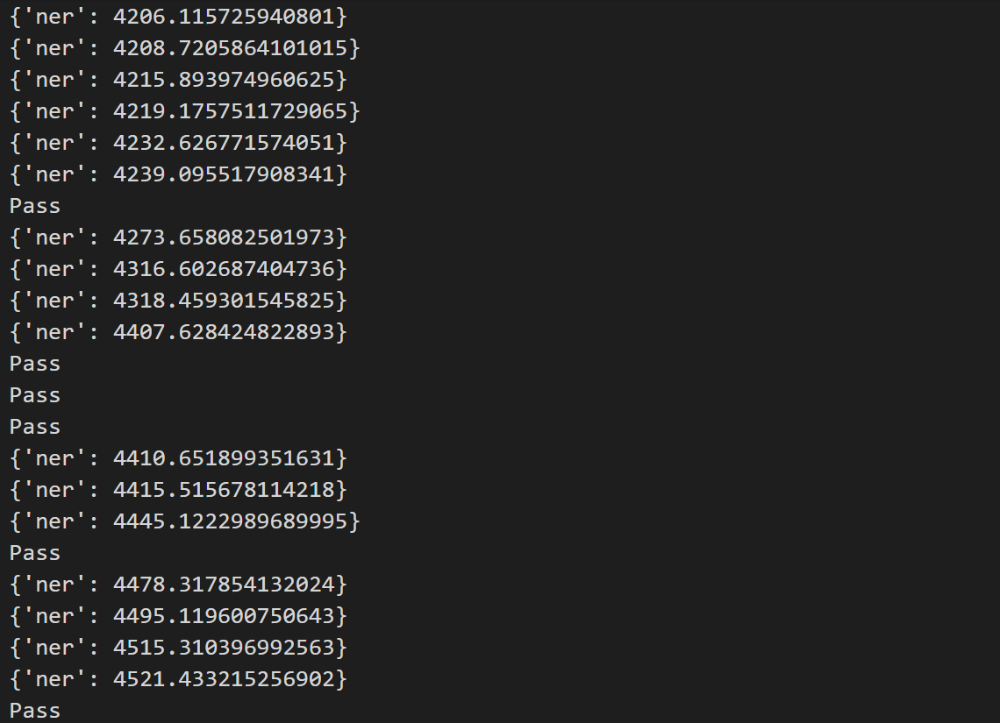 {'ner': 4206.115725940801}
{'ner': 4208.7205864101015}
{'ner': 4215.893974960625}
{'ner': 4219.1757511729065}
{'ner': 4232.626771574051}
{'ner': 4239.095517908341}
Pass
{'ner': 4273.658082501973}
{'ner': 4316.602687404736}
{'ner': 4318.459301545825}
{'ner': 4407.628424822893}
Pass
Pass
Pass
{'ner': 4410.651899351631}
{'ner': 4415.515678114218}
{'ner': 4445.1222989689995}
Pass
{'ner': 4478.317854132024}
{'ner': 4495.119600750643}
{'ner': 4515.310396992563}
{'ner': 4521.433215256902}
Pass